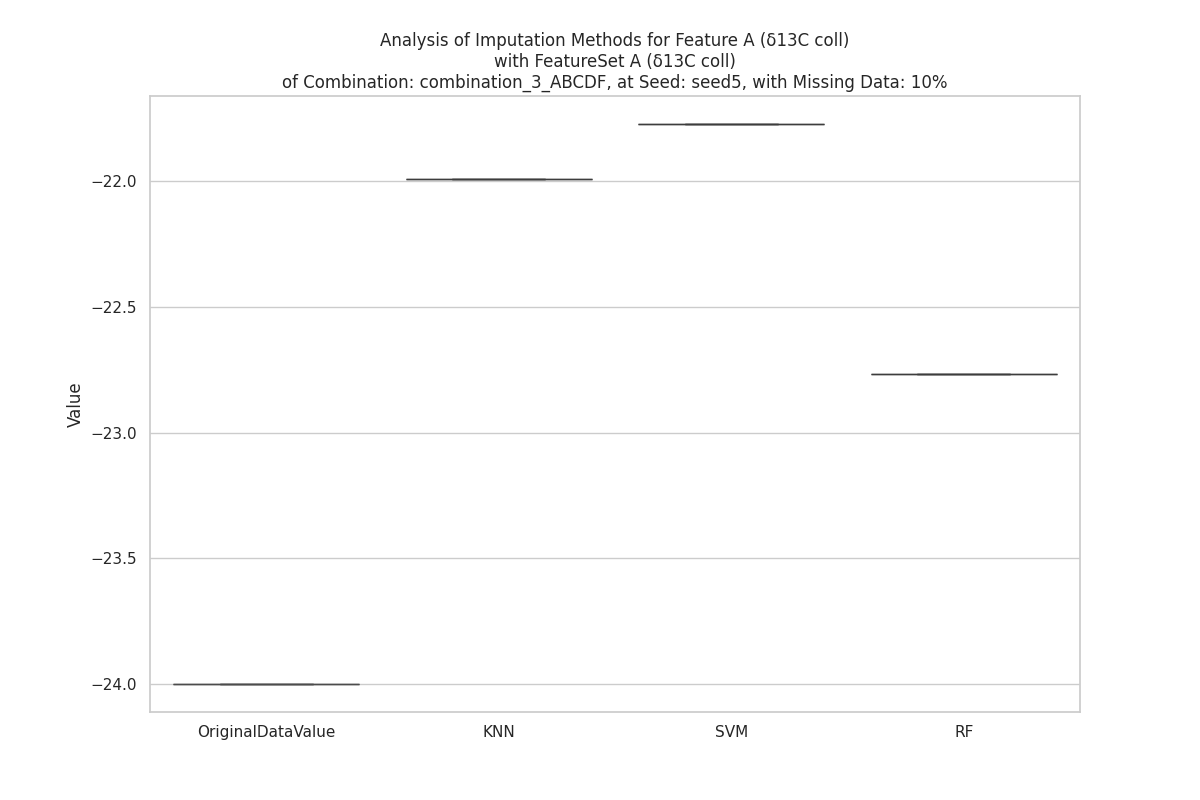 Analysis of Imputation Methods for Feature A (δ13C coll)
with FeatureSet A (δ13C coll)
of Combination: combination_3_ABCDF, at Seed: seed5, with Missing Data: 10%
Value
−22.0
−22.5
−23.0
−23.5
−24.0
OriginalDataValue
KNN
SVM
RF